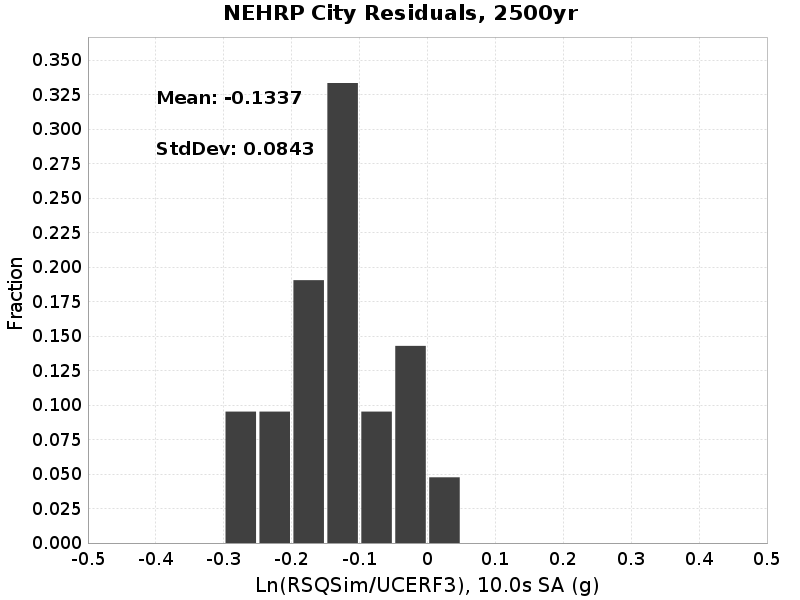 NEHRP City Residuals, 2500yr
0.350
0.325
0.300
0.275
0.250
0.225
0.200
0.175
0.150
0.125
0.100
0.075
0.050
0.025
0.000
Fraction
Mean: -0.1337
StdDev: 0.0843
-0.5 -0.4 -0.3 -0.2 -0.1 0 0.1 0.2 0.3 0.4 0.5
Ln(RSQSim/UCERF3), 10.0s SA (g)